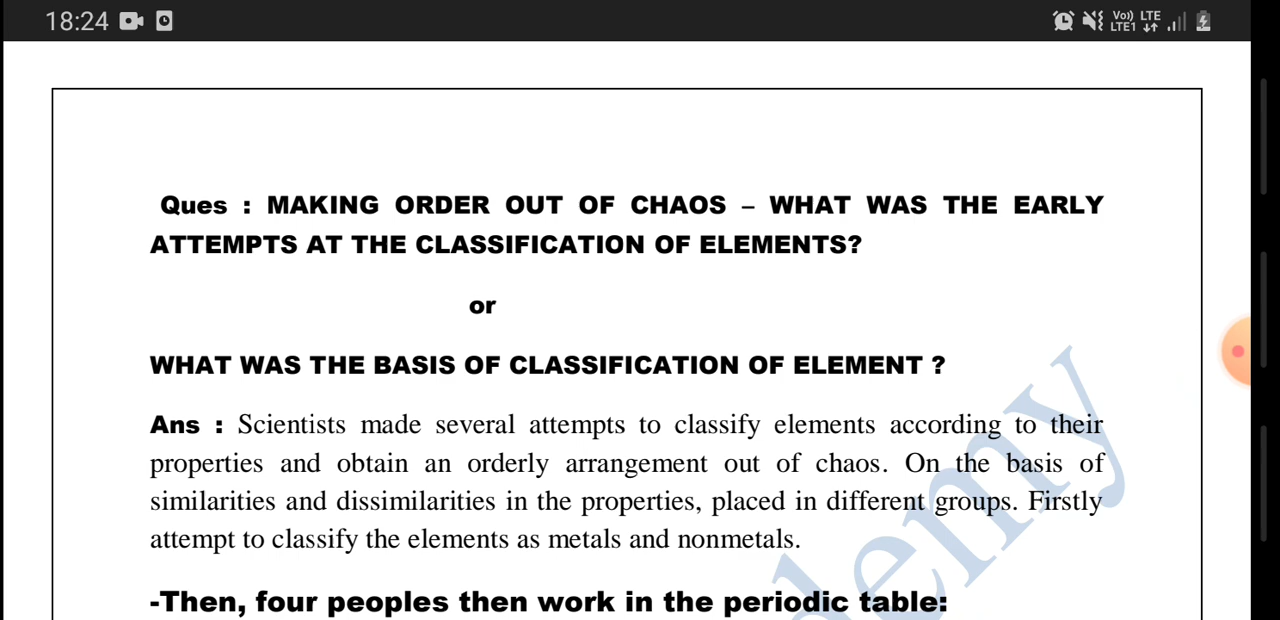 18:24
Vo)) LTE
LTE1
Ques : MAKING ORDER OUT OF CHAOS – WHAT WAS THE EARLY
ATTEMPTS AT THE CLASSIFICATION OF ELEMENTS?
or
WHAT WAS THE BASIS OF CLASSIFICATION OF ELEMENT ?
Ans : Scientists made several attempts to classify elements according to their
properties and obtain an orderly arrangement out of chaos. On the basis of
similarities and dissimilarities in the properties, placed in different groups. Firstly
attempt to classify the elements as metals and nonmetals.
-Then, four peoples then work in the periodic table:
demy